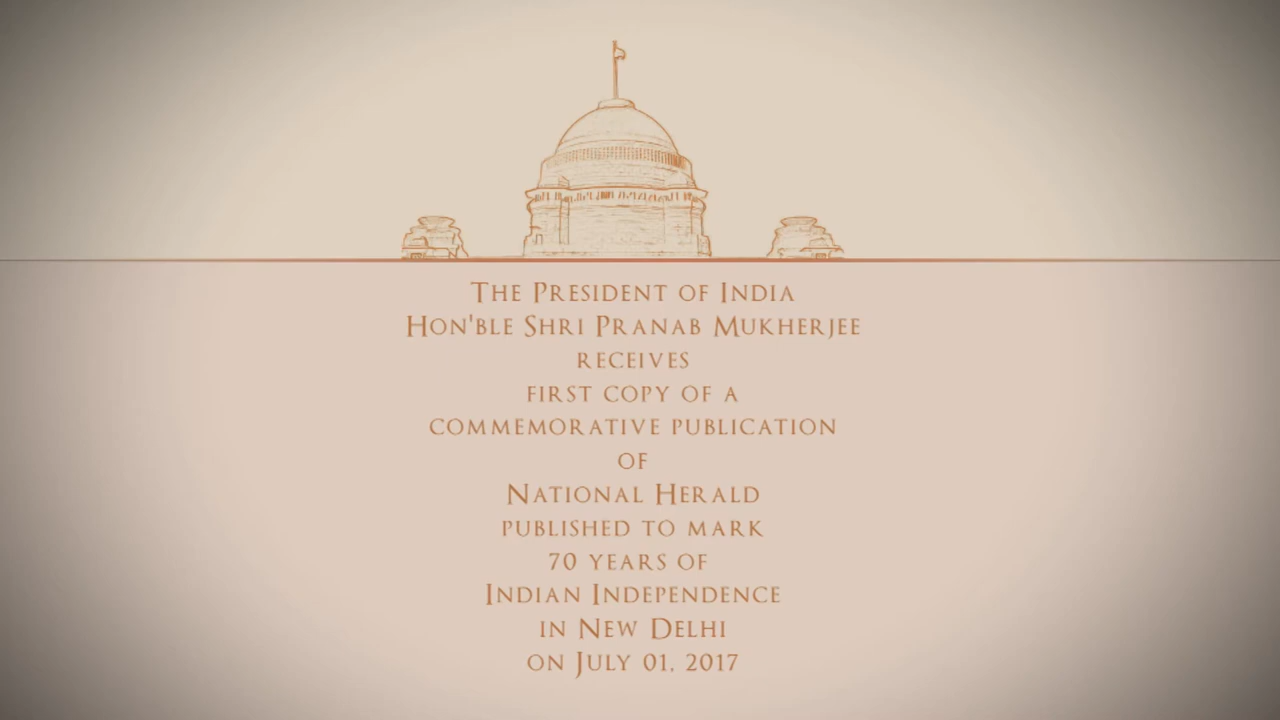 The President of India
Hon'ble Shri Pranab Mukherjee
receives
first copy of a
commemorative publication
of
National Herald
published to mark
70 years of
Indian Independence
in New Delhi
on July 01, 2017